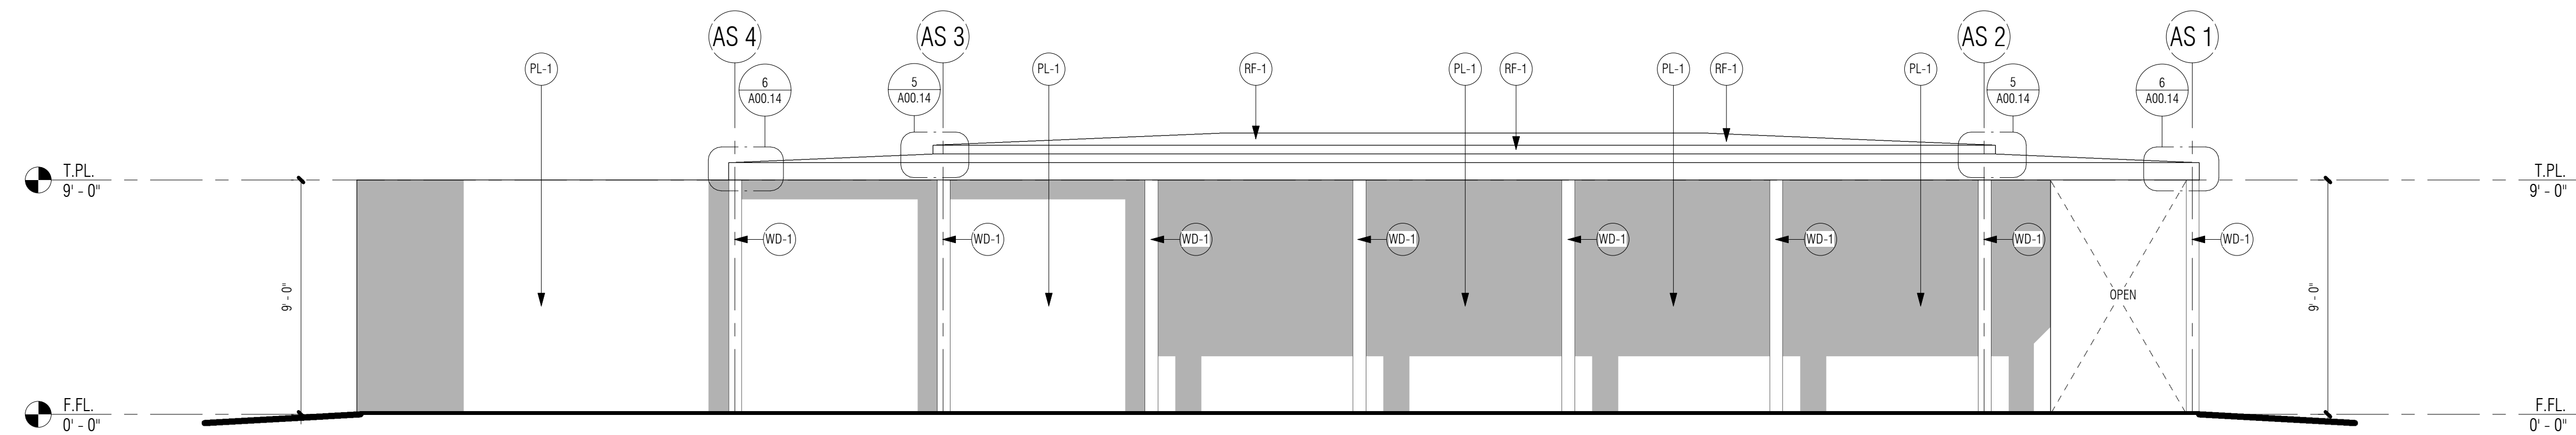 AS 4
AS 3
AS 2
AS 1
PL-1
PL-1
RF-1
PL-1
RF-1
PL-1
RF-1
PL-1
6
A00.14
5
A00.14
5
A00.14
6
A00.14
T.PL.
9' - 0"
T.PL.
9' - 0"
WD-1
WD-1
WD-1
WD-1
WD-1
WD-1
WD-1
WD-1
9' - 0"
OPEN
9' - 0"
F.FL.
0' - 0"
F.FL.
0' - 0"